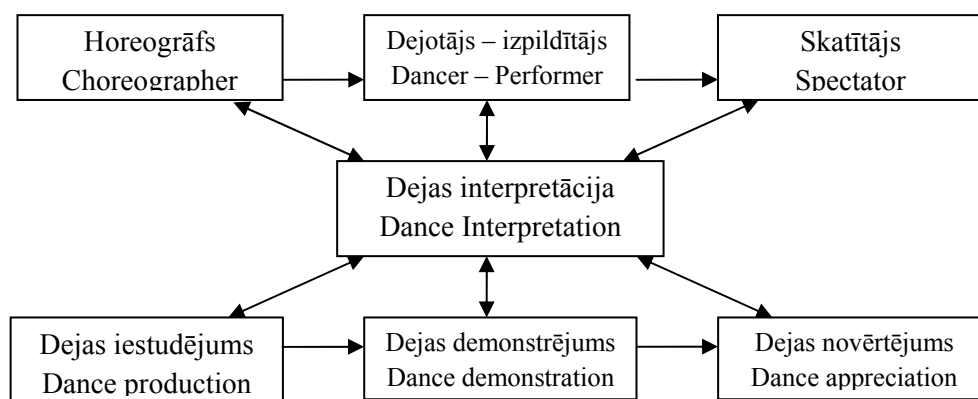 Horeogrāfs
Choreographer
Dejotājs – izpildītājs
Dancer – Performer
Skatītājs
Spectator
Dejas interpretācija
Dance Interpretation
Dejas iestudējums
Dance production
Dejas demonstrējums
Dance demonstration
Dejas novērtējums
Dance appreciation